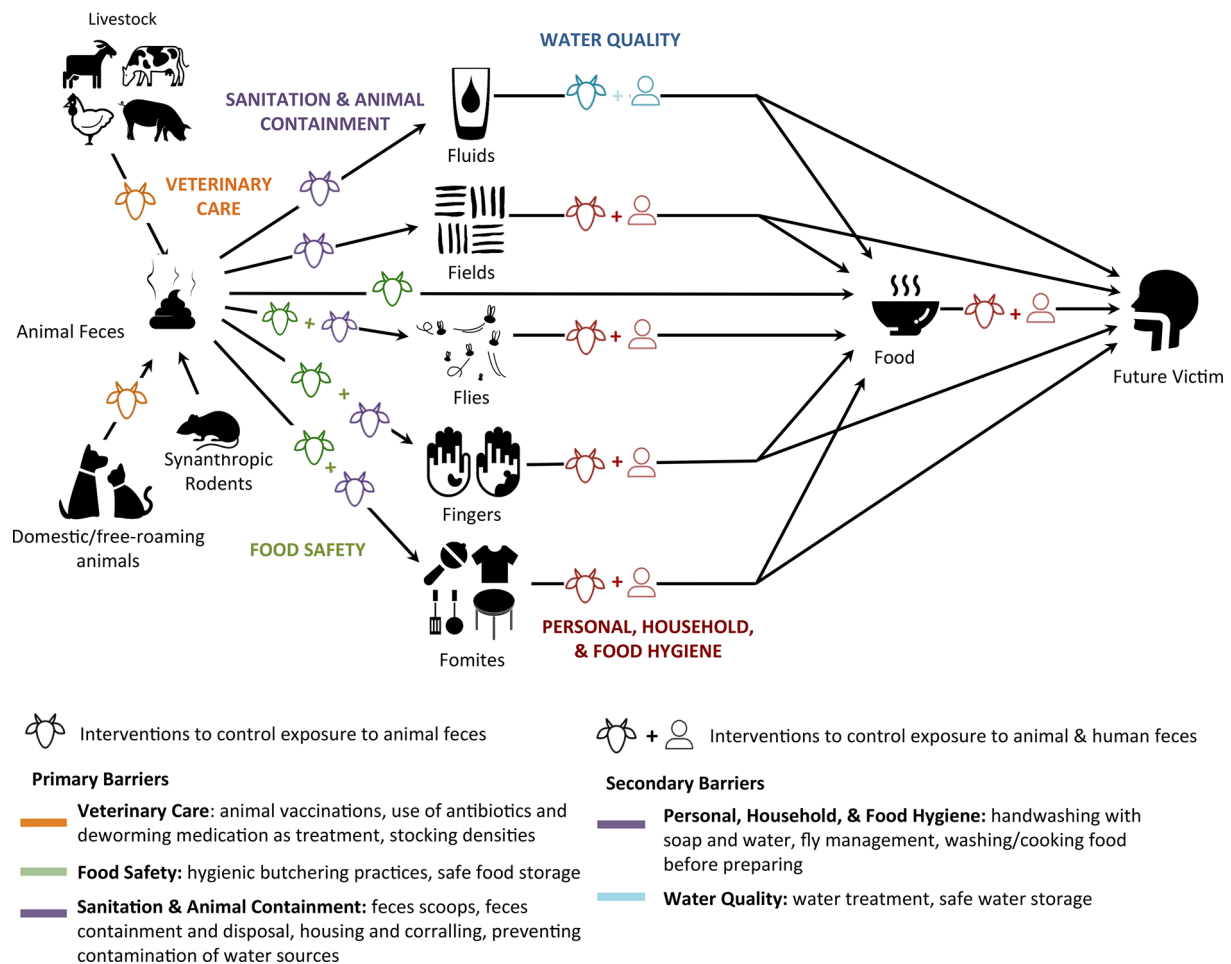 Livestock
WATER QUALITY
SANITATION & ANIMAL
CONTAINMENT
+
Fluids
VETERINARY
CARE
+
Fields
Animal Feces
+
+
Flies
Food
+
Future Victim
+
Synanthropic
Rodents
+
+
Fingers
Domestic/free-roaming
animals
FOOD SAFETY
+
Fomites
PERSONAL, HOUSEHOLD,
& FOOD HYGIENE
Interventions to control exposure to animal feces
+ Interventions to control exposure to animal & human feces
Primary Barriers
Veterinary Care: animal vaccinations, use of antibiotics and
deworming medication as treatment, stocking densities
Food Safety: hygienic butchering practices, safe food storage
Sanitation & Animal Containment: feces scoops, feces
containment and disposal, housing and corralling, preventing
contamination of water sources
Secondary Barriers
Personal, Household, & Food Hygiene: handwashing with
soap and water, fly management, washing/cooking food
before preparing
Water Quality: water treatment, safe water storage